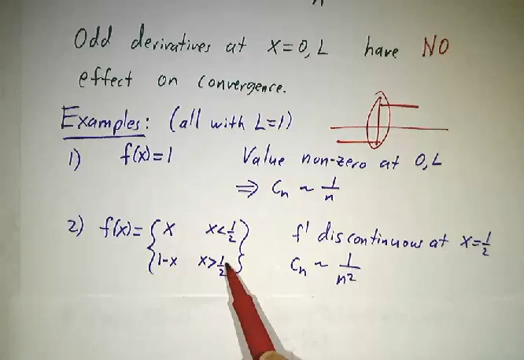 Odd derivatives at x=0, L have NO
effect on convergence.
Examples: (all with L=1)
1) f(x)=1 Value non-zero at 0, L
⇒ Cn ~ 1/n
2) f(x)= { x x<1/2 } f' discontinuous at x=1/2
{ 1-x x>1/2 } Cn ~ 1/n²